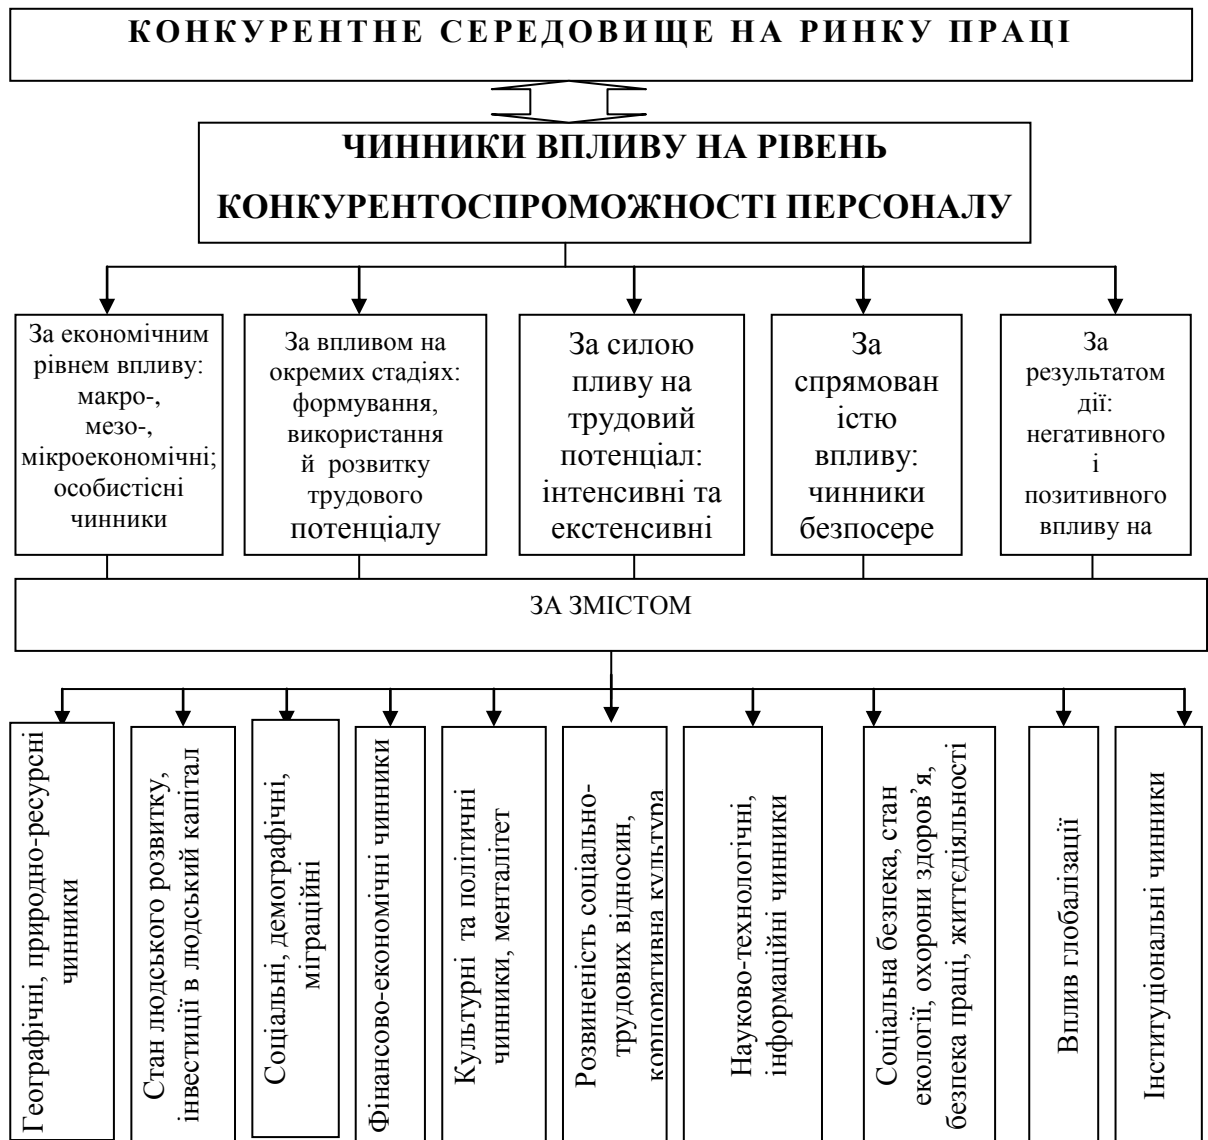 КОНКУРЕНТНЕ СЕРЕДОВИЩЕ НА РИНКУ ПРАЦІ
ЧИННИКИ ВПЛИВУ НА РІВЕНЬ
КОНКУРЕНТОСПРОМОЖНОСТІ ПЕРСОНАЛУ
За економічним
рівнем впливу:
макро-,
мезо-,
мікроекономічні;
особистісні
чинники
За впливом на
окремих стадіях:
формування,
використання
й розвитку
трудового
потенціалу
За силою
пливу на
трудовий
потенціал:
інтенсивні та
екстенсивні
За
спрямован
істю
впливу:
чинники
безпосере
За
результатом
дії:
негативного
і
позитивного
впливу на
ЗА ЗМІСТОМ
Географічні, природно-ресурсні
чинники
Стан людського розвитку,
інвестиції в людський капітал
Соціальні, демографічні,
міграційні
Фінансово-економічні чинники
Культурні та політичні
чинники, менталітет
Розвиненість соціально-
трудових відносин,
корпоративна культура
Науково-технологічні,
інформаційні чинники
Соціальна безпека, стан
екології, охорони здоров’я,
безпека праці, життєдіяльності
Вплив глобалізації
Інституціональні чинники